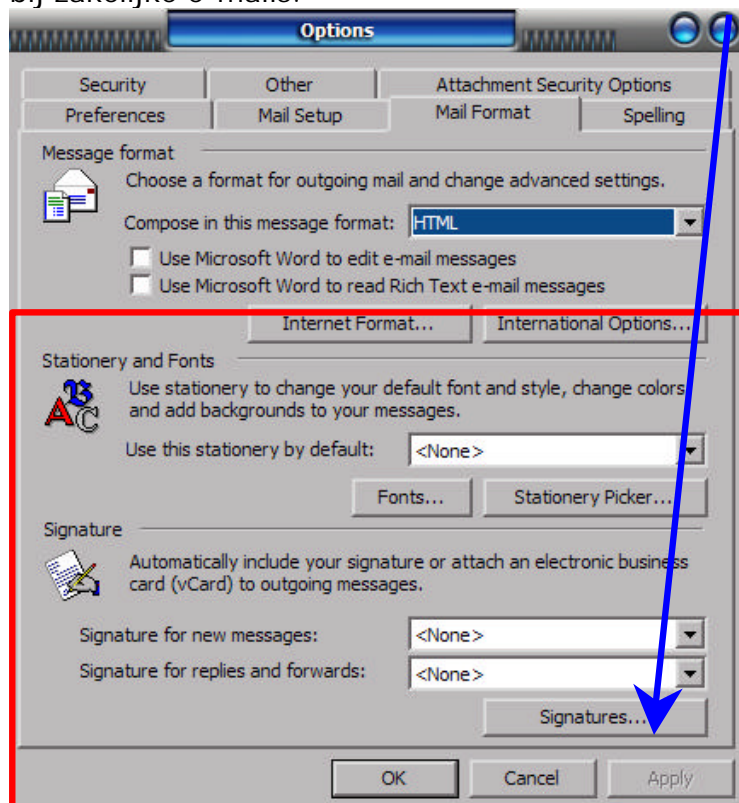 bij zakelijke e-mails.
Options
Security Other Attachment Security Options
Preferences Mail Setup Mail Format Spelling
Message format
Choose a format for outgoing mail and change advanced settings.
Compose in this message format: HTML
Use Microsoft Word to edit e-mail messages
Use Microsoft Word to read Rich Text e-mail messages
Internet Format... International Options...
Stationery and Fonts
Use stationery to change your default font and style, change colors
and add backgrounds to your messages.
Use this stationery by default: <None>
Fonts... Stationery Picker...
Signature
Automatically include your signature or attach an electronic business
card (vCard) to outgoing messages.
Signature for new messages: <None>
Signature for replies and forwards: <None>
Signatures...
OK Cancel Apply